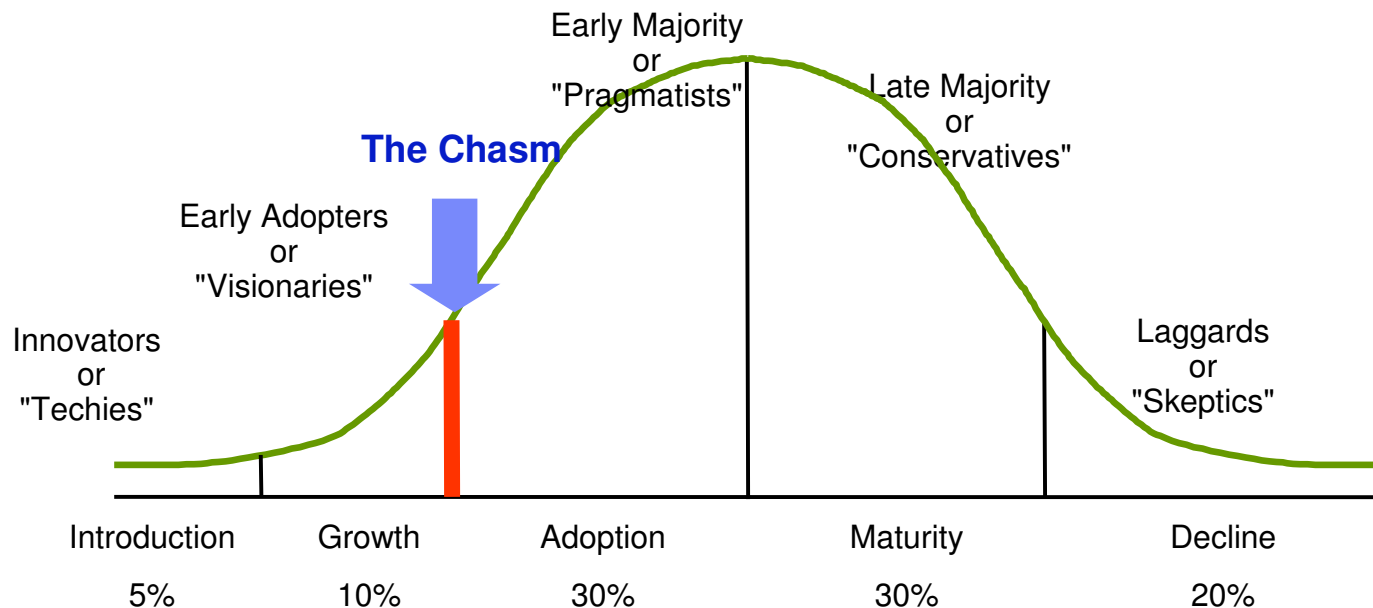 Early Majority
or
"Pragmatists"
Late Majority
or
"Conservatives"
The Chasm
Early Adopters
or
"Visionaries"
Innovators
or
"Techies"
Laggards
or
"Skeptics"
Introduction Growth Adoption Maturity Decline
5% 10% 30% 30% 20%